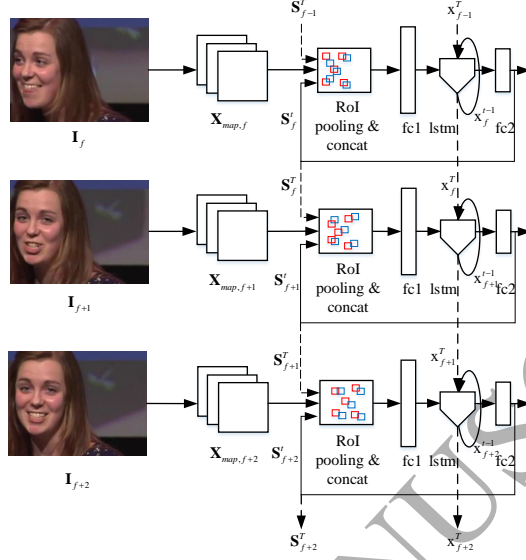 S^T_{f-1} x^T_{f-1}
I_f X_{map,f} S^t_f RoI pooling & concat fc1 lstm x^{t-1}_f fc2
S^T_f x^T_f
I_{f+1} X_{map,f+1} S^t_{f+1} RoI pooling & concat fc1 lstm x^{t-1}_{f+1} fc2
S^T_{f+1} x^T_{f+1}
I_{f+2} X_{map,f+2} S^t_{f+2} RoI pooling & concat fc1 lstm x^{t-1}_{f+2} fc2
S^T_{f+2} x^T_{f+2}
NUS